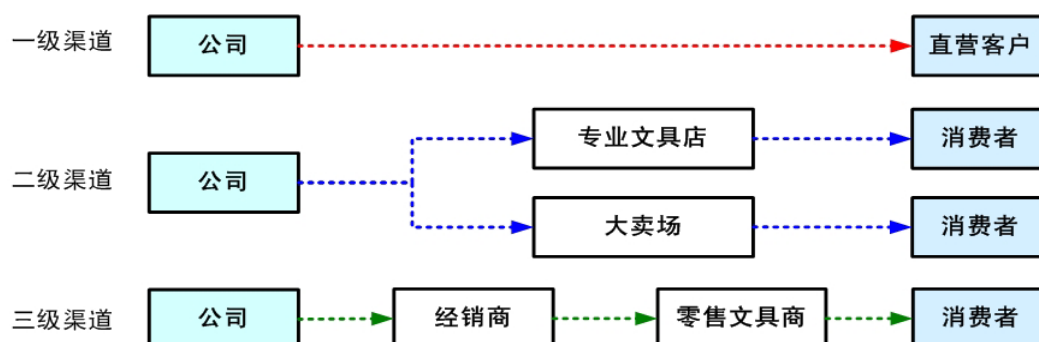 一级渠道 公司 直营客户
专业文具店 消费者
二级渠道 公司
大卖场 消费者
三级渠道 公司 经销商 零售文具商 消费者